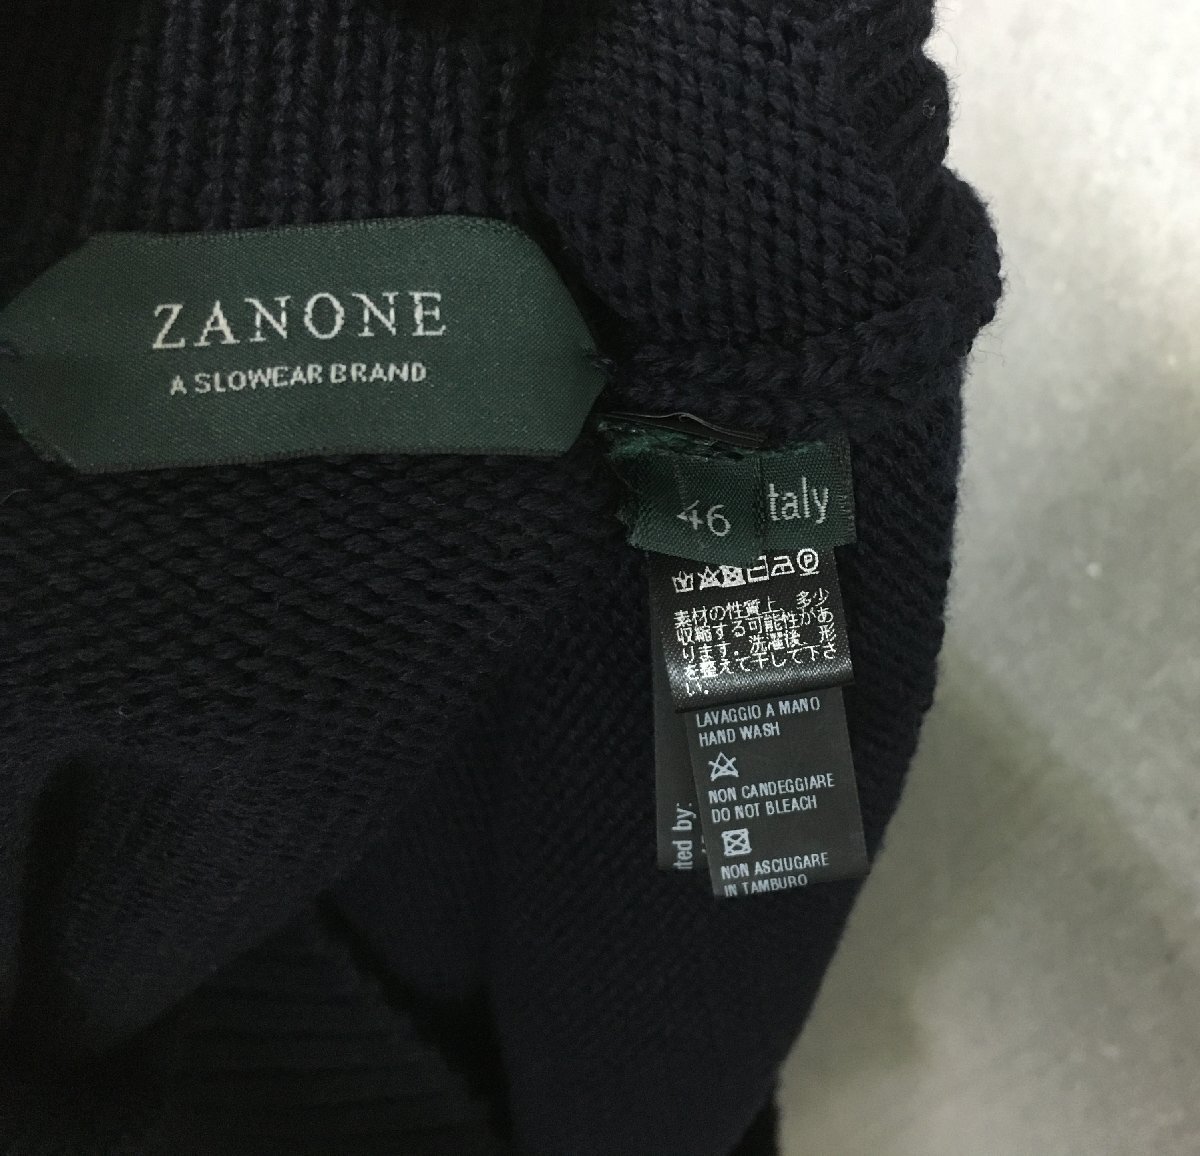 ZANONE
A SLOWEAR BRAND
46
taly
素材の性質上、多少
収縮する可能性があ
ります。洗濯後、形
を整えて干して下さ
い。
LAVAGGIO A MANO
HAND WASH
NON CANDEGGIARE
DO NOT BLEACH
NON ASCIUGARE
IN TAMBURO
ted by: